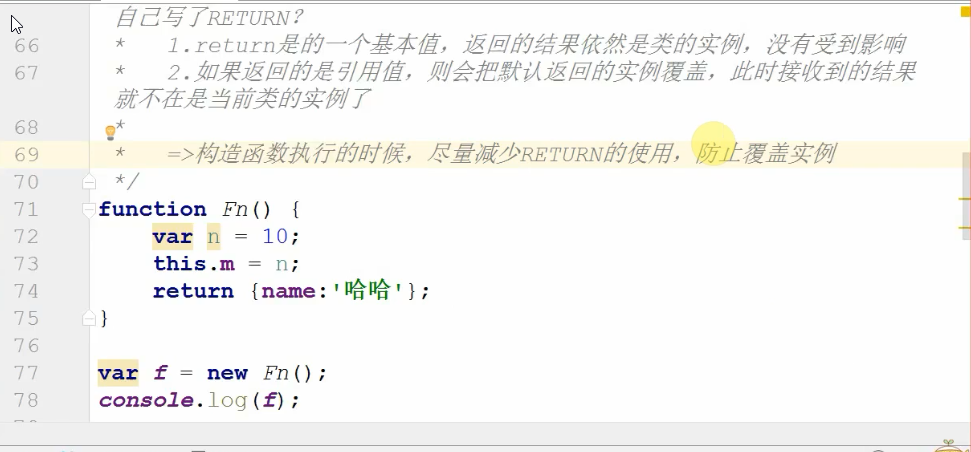 自己写了RETURN？
66 * 1.return是的一个基本值，返回的结果依然是类的实例，没有受到影响
67 * 2.如果返回的是引用值，则会把默认返回的实例覆盖，此时接收到的结果
就不在是当前类的实例了
68 *
69 * =>构造函数执行的时候，尽量减少RETURN的使用，防止覆盖实例
70 */
71 function Fn() {
72 var n = 10;
73 this.m = n;
74 return {name:'哈哈'};
75 }
76
77 var f = new Fn();
78 console.log(f);